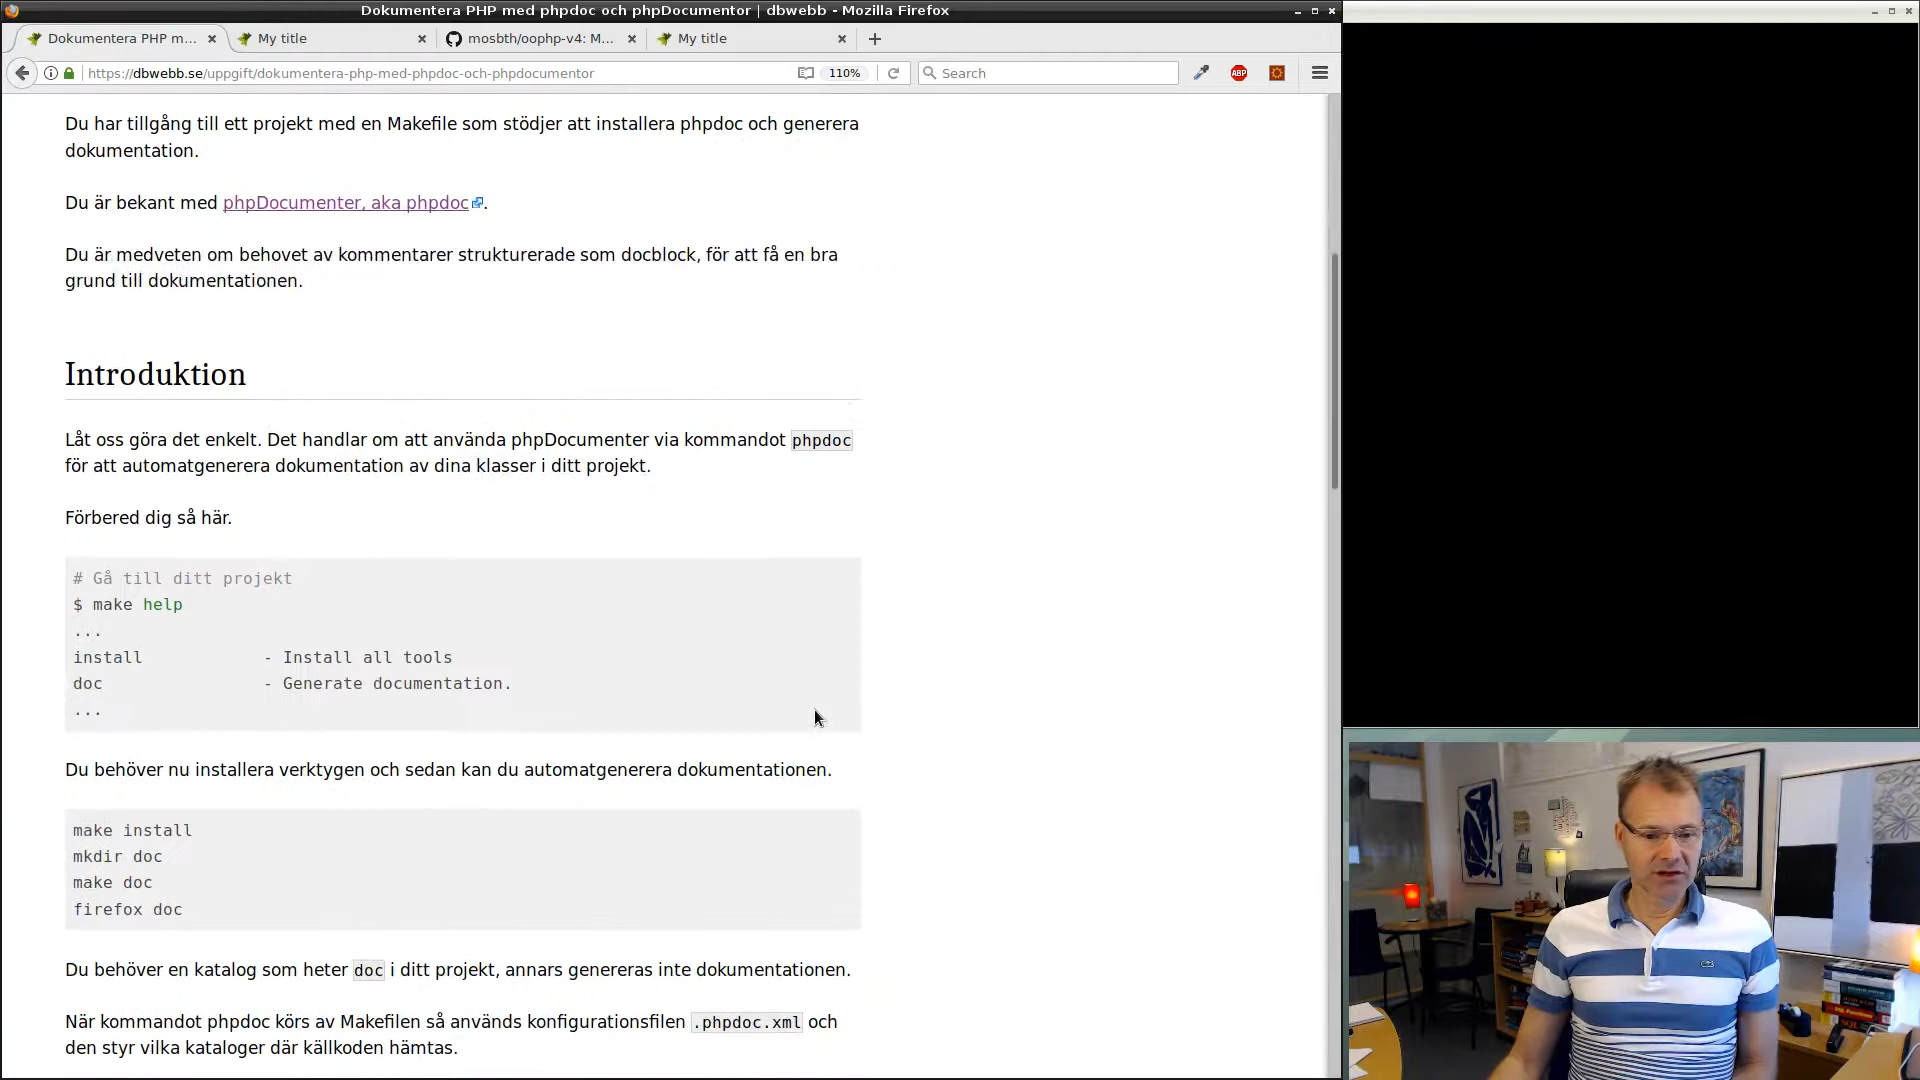 Dokumentera PHP med phpdoc och phpDocumentor | dbwebb - Mozilla Firefox
Dokumentera PHP m...
My title
mosbth/oophp-v4: M...
My title
https://dbwebb.se/uppgift/dokumentera-php-med-phpdoc-och-phpdocumentor
110%
Search
ABP
Du har tillgång till ett projekt med en Makefile som stödjer att installera phpdoc och generera
dokumentation.
Du är bekant med phpDocumenter, aka phpdoc.
Du är medveten om behovet av kommentarer strukturerade som docblock, för att få en bra
grund till dokumentationen.
Introduktion
Låt oss göra det enkelt. Det handlar om att använda phpDocumenter via kommandot phpdoc
för att automatgenerera dokumentation av dina klasser i ditt projekt.
Förbered dig så här.
# Gå till ditt projekt
$ make help
...
install - Install all tools
doc - Generate documentation.
...
Du behöver nu installera verktygen och sedan kan du automatgenerera dokumentationen.
make install
mkdir doc
make doc
firefox doc
Du behöver en katalog som heter doc i ditt projekt, annars genereras inte dokumentationen.
När kommandot phpdoc körs av Makefilen så används konfigurationsfilen .phpdoc.xml och
den styr vilka kataloger där källkoden hämtas.